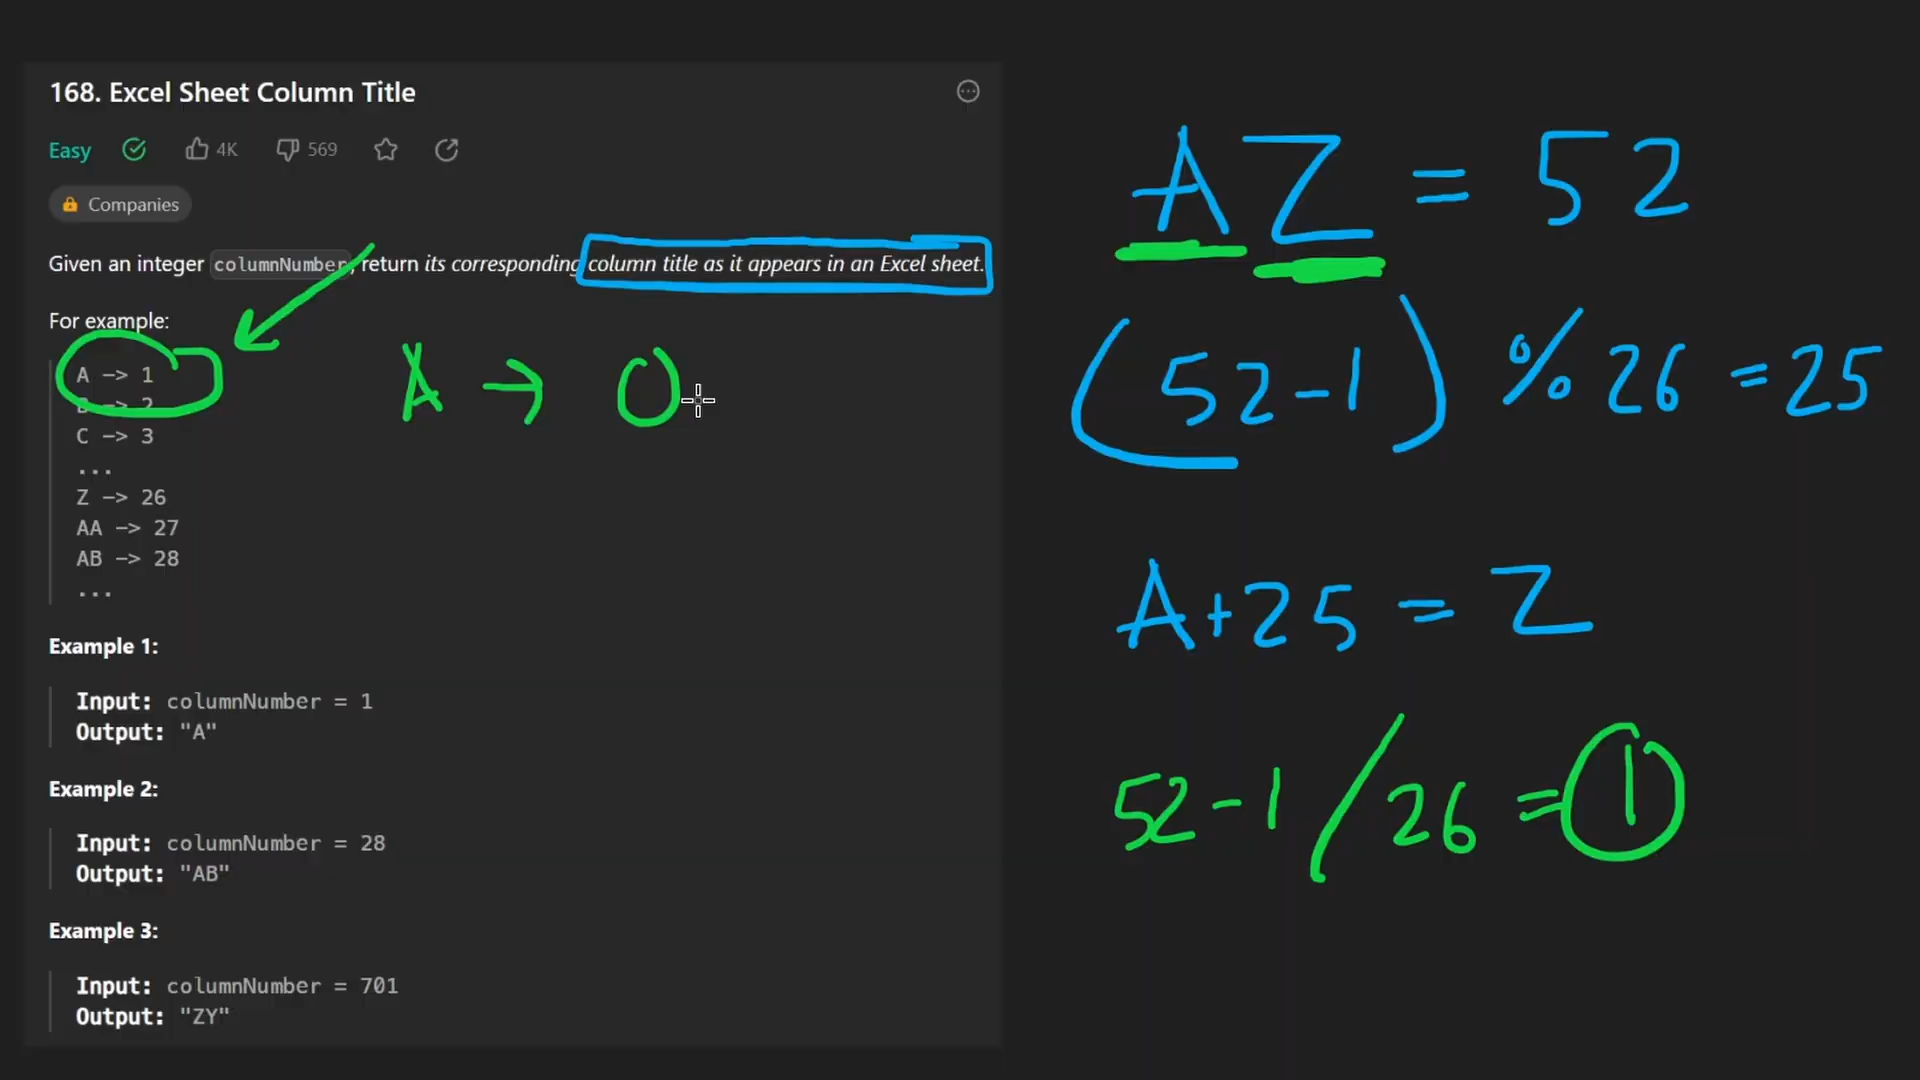 168. Excel Sheet Column Title
Easy 4K 569
Companies
Given an integer columnNumber, return its corresponding column title as it appears in an Excel sheet.
For example:
A -> 1
B -> 2
C -> 3
...
Z -> 26
AA -> 27
AB -> 28
...
Example 1:
Input: columnNumber = 1
Output: "A"
Example 2:
Input: columnNumber = 28
Output: "AB"
Example 3:
Input: columnNumber = 701
Output: "ZY"
A → 0
AZ = 52
(52-1) % 26 = 25
A+25 = Z
52-1/26 = 1